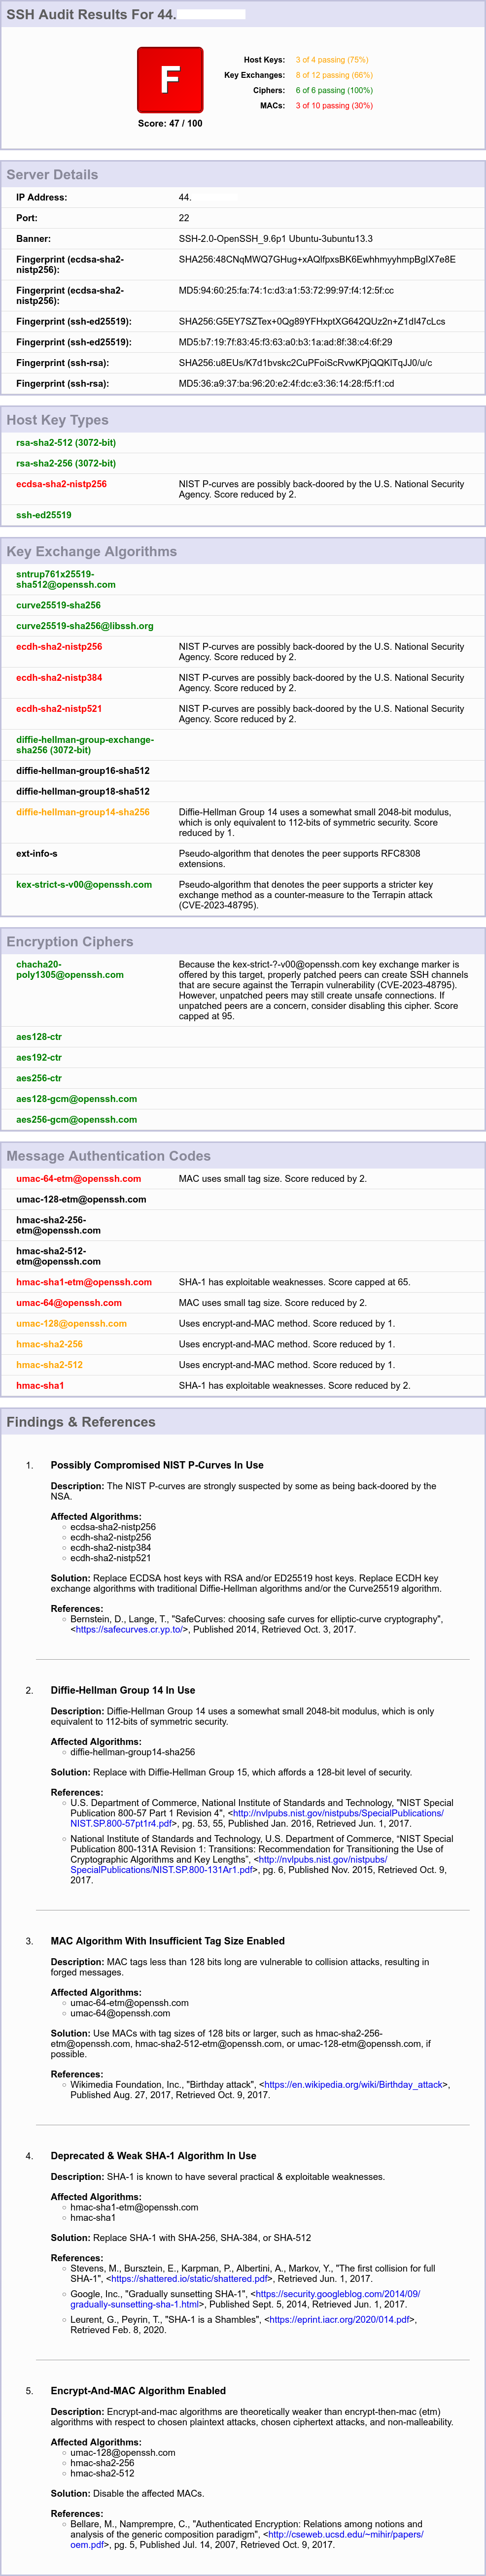 SSH Audit Results For 44.
F
Score: 47 / 100
Host Keys: 3 of 4 passing (75%)
Key Exchanges: 8 of 12 passing (66%)
Ciphers: 6 of 6 passing (100%)
MACs: 3 of 10 passing (30%)
Server Details
IP Address: 44.
Port: 22
Banner: SSH-2.0-OpenSSH_9.6p1 Ubuntu-3ubuntu13.3
Fingerprint (ecdsa-sha2- SHA256:48CNqMWQ7GHug+xAQlfpxsBK6EwhhmyyhmpBgIX7e8E
nistp256):
Fingerprint (ecdsa-sha2- MD5:94:60:25:fa:74:1c:d3:a1:53:72:99:97:f4:12:5f:cc
nistp256):
Fingerprint (ssh-ed25519): SHA256:G5EY7SZTex+0Qg89YFHxptXG642QUz2n+Z1dI47cLcs
Fingerprint (ssh-ed25519): MD5:b7:19:7f:83:45:f3:63:a0:b3:1a:ad:8f:38:c4:6f:29
Fingerprint (ssh-rsa): SHA256:u8EUs/K7d1bvskc2CuPFoiScRvwKPjQQKlTqJJ0/u/c
Fingerprint (ssh-rsa): MD5:36:a9:37:ba:96:20:e2:4f:dc:e3:36:14:28:f5:f1:cd
Host Key Types
rsa-sha2-512 (3072-bit)
rsa-sha2-256 (3072-bit)
ecdsa-sha2-nistp256 NIST P-curves are possibly back-doored by the U.S. National Security
Agency. Score reduced by 2.
ssh-ed25519
Key Exchange Algorithms
sntrup761x25519-
sha512@openssh.com
curve25519-sha256
curve25519-sha256@libssh.org
ecdh-sha2-nistp256 NIST P-curves are possibly back-doored by the U.S. National Security
Agency. Score reduced by 2.
ecdh-sha2-nistp384 NIST P-curves are possibly back-doored by the U.S. National Security
Agency. Score reduced by 2.
ecdh-sha2-nistp521 NIST P-curves are possibly back-doored by the U.S. National Security
Agency. Score reduced by 2.
diffie-hellman-group-exchange-
sha256 (3072-bit)
diffie-hellman-group16-sha512
diffie-hellman-group18-sha512
diffie-hellman-group14-sha256 Diffie-Hellman Group 14 uses a somewhat small 2048-bit modulus,
which is only equivalent to 112-bits of symmetric security. Score
reduced by 1.
ext-info-s Pseudo-algorithm that denotes the peer supports RFC8308
extensions.
kex-strict-s-v00@openssh.com Pseudo-algorithm that denotes the peer supports a stricter key
exchange method as a counter-measure to the Terrapin attack
(CVE-2023-48795).
Encryption Ciphers
chacha20- Because the kex-strict-?-v00@openssh.com key exchange marker is
poly1305@openssh.com offered by this target, properly patched peers can create SSH channels
that are secure against the Terrapin vulnerability (CVE-2023-48795).
However, unpatched peers may still create unsafe connections. If
unpatched peers are a concern, consider disabling this cipher. Score
capped at 95.
aes128-ctr
aes192-ctr
aes256-ctr
aes128-gcm@openssh.com
aes256-gcm@openssh.com
Message Authentication Codes
umac-64-etm@openssh.com MAC uses small tag size. Score reduced by 2.
umac-128-etm@openssh.com
hmac-sha2-256-
etm@openssh.com
hmac-sha2-512-
etm@openssh.com
hmac-sha1-etm@openssh.com SHA-1 has exploitable weaknesses. Score capped at 65.
umac-64@openssh.com MAC uses small tag size. Score reduced by 2.
umac-128@openssh.com Uses encrypt-and-MAC method. Score reduced by 1.
hmac-sha2-256 Uses encrypt-and-MAC method. Score reduced by 1.
hmac-sha2-512 Uses encrypt-and-MAC method. Score reduced by 1.
hmac-sha1 SHA-1 has exploitable weaknesses. Score reduced by 2.
Findings & References
1. Possibly Compromised NIST P-Curves In Use
Description: The NIST P-curves are strongly suspected by some as being back-doored by the
NSA.
Affected Algorithms:
○ ecdsa-sha2-nistp256
○ ecdh-sha2-nistp256
○ ecdh-sha2-nistp384
○ ecdh-sha2-nistp521
Solution: Replace ECDSA host keys with RSA and/or ED25519 host keys. Replace ECDH key
exchange algorithms with traditional Diffie-Hellman algorithms and/or the Curve25519 algorithm.
References:
○ Bernstein, D., Lange, T., "SafeCurves: choosing safe curves for elliptic-curve cryptography",
<https://safecurves.cr.yp.to/>, Published 2014, Retrieved Oct. 3, 2017.
2. Diffie-Hellman Group 14 In Use
Description: Diffie-Hellman Group 14 uses a somewhat small 2048-bit modulus, which is only
equivalent to 112-bits of symmetric security.
Affected Algorithms:
○ diffie-hellman-group14-sha256
Solution: Replace with Diffie-Hellman Group 15, which affords a 128-bit level of security.
References:
○ U.S. Department of Commerce, National Institute of Standards and Technology, "NIST Special
Publication 800-57 Part 1 Revision 4", <http://nvlpubs.nist.gov/nistpubs/SpecialPublications/
NIST.SP.800-57pt1r4.pdf>, pg. 53, 55, Published Jan. 2016, Retrieved Jun. 1, 2017.
○ National Institute of Standards and Technology, U.S. Department of Commerce, “NIST Special
Publication 800-131A Revision 1: Transitions: Recommendation for Transitioning the Use of
Cryptographic Algorithms and Key Lengths”, <http://nvlpubs.nist.gov/nistpubs/
SpecialPublications/NIST.SP.800-131Ar1.pdf>, pg. 6, Published Nov. 2015, Retrieved Oct. 9,
2017.
3. MAC Algorithm With Insufficient Tag Size Enabled
Description: MAC tags less than 128 bits long are vulnerable to collision attacks, resulting in
forged messages.
Affected Algorithms:
○ umac-64-etm@openssh.com
○ umac-64@openssh.com
Solution: Use MACs with tag sizes of 128 bits or larger, such as hmac-sha2-256-
etm@openssh.com, hmac-sha2-512-etm@openssh.com, or umac-128-etm@openssh.com, if
possible.
References:
○ Wikimedia Foundation, Inc., "Birthday attack", <https://en.wikipedia.org/wiki/Birthday_attack>,
Published Aug. 27, 2017, Retrieved Oct. 9, 2017.
4. Deprecated & Weak SHA-1 Algorithm In Use
Description: SHA-1 is known to have several practical & exploitable weaknesses.
Affected Algorithms:
○ hmac-sha1-etm@openssh.com
○ hmac-sha1
Solution: Replace SHA-1 with SHA-256, SHA-384, or SHA-512
References:
○ Stevens, M., Bursztein, E., Karpman, P., Albertini, A., Markov, Y., "The first collision for full
SHA-1", <https://shattered.io/static/shattered.pdf>, Retrieved Jun. 1, 2017.
○ Google, Inc., "Gradually sunsetting SHA-1", <https://security.googleblog.com/2014/09/
gradually-sunsetting-sha-1.html>, Published Sept. 5, 2014, Retrieved Jun. 1, 2017.
○ Leurent, G., Peyrin, T., "SHA-1 is a Shambles", <https://eprint.iacr.org/2020/014.pdf>,
Retrieved Feb. 8, 2020.
5. Encrypt-And-MAC Algorithm Enabled
Description: Encrypt-and-mac algorithms are theoretically weaker than encrypt-then-mac (etm)
algorithms with respect to chosen plaintext attacks, chosen ciphertext attacks, and non-malleability.
Affected Algorithms:
○ umac-128@openssh.com
○ hmac-sha2-256
○ hmac-sha2-512
Solution: Disable the affected MACs.
References:
○ Bellare, M., Namprempre, C., "Authenticated Encryption: Relations among notions and
analysis of the generic composition paradigm", <http://cseweb.ucsd.edu/~mihir/papers/
oem.pdf>, pg. 5, Published Jul. 14, 2007, Retrieved Oct. 9, 2017.